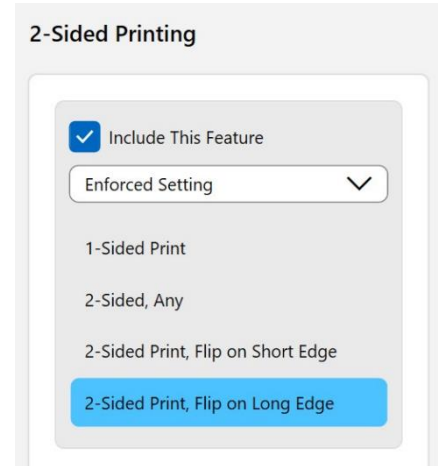 2-Sided Printing
Include This Feature
Enforced Setting
1-Sided Print
2-Sided, Any
2-Sided Print, Flip on Short Edge
2-Sided Print, Flip on Long Edge